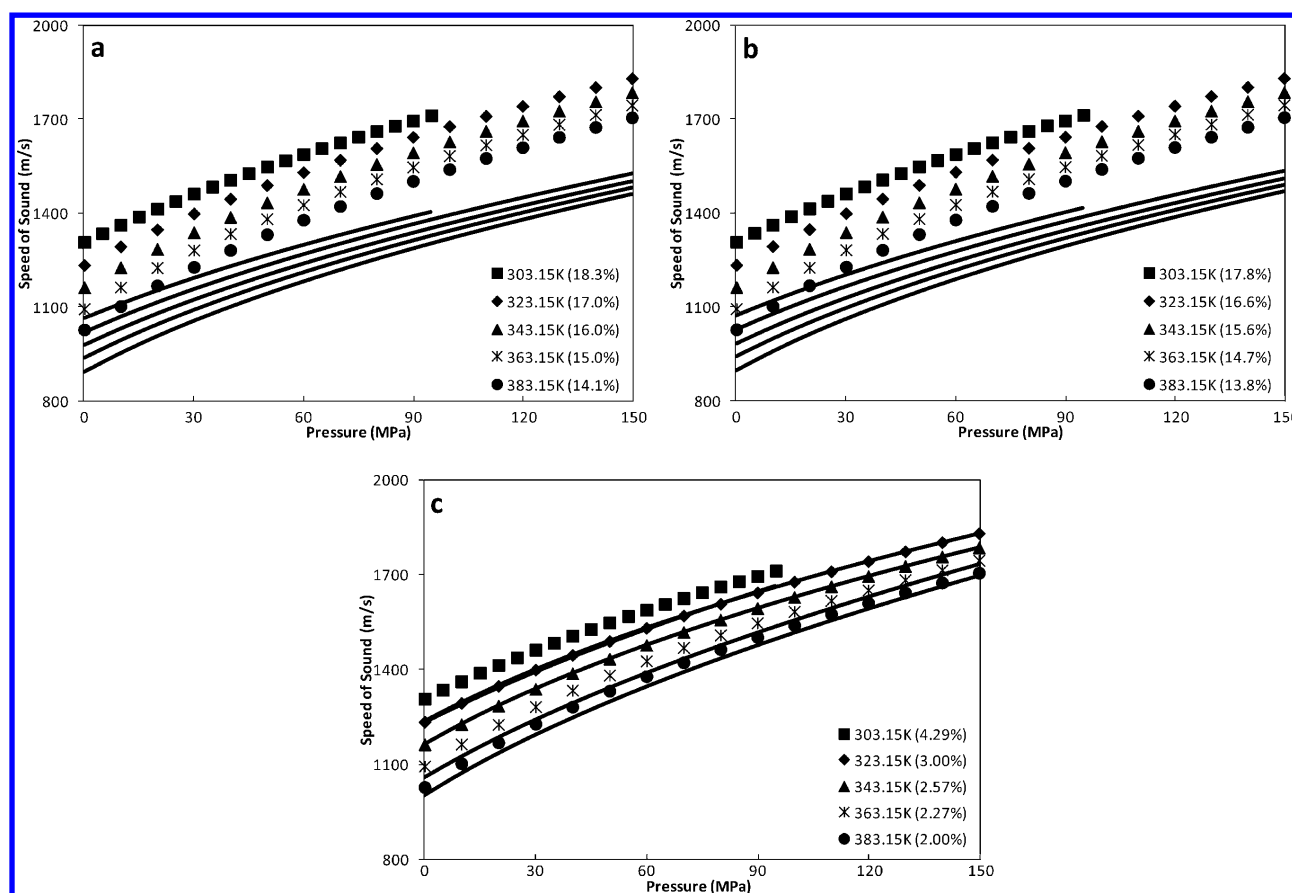 a
2000
1700
1400
1100
800
Speed of Sound (m/s)
0 30 60 90 120 150
Pressure (MPa)
303.15K (18.3%)
323.15K (17.0%)
343.15K (16.0%)
363.15K (15.0%)
383.15K (14.1%)
b
2000
1700
1400
1100
800
Speed of Sound (m/s)
0 30 60 90 120 15
Pressure (MPa)
303.15K (17.8%)
323.15K (16.6%)
343.15K (15.6%)
363.15K (14.7%)
383.15K (13.8%)
c
2000
1700
1400
1100
800
Speed of Sound (m/s)
0 30 60 90 120 150
Pressure (MPa)
303.15K (4.29%)
323.15K (3.00%)
343.15K (2.57%)
363.15K (2.27%)
383.15K (2.00%)